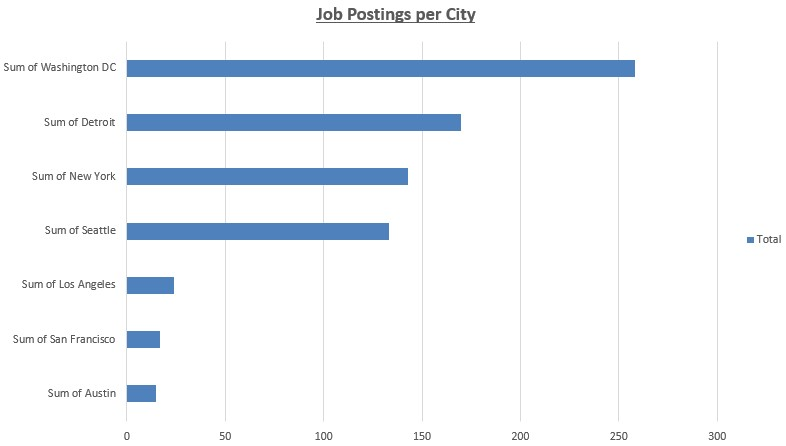 Job Postings per City
Sum of Washington DC
Sum of Detroit
Sum of New York
Sum of Seattle
Total
Sum of Los Angeles
Sum of San Francisco
Sum of Austin
0 50 100 150 200 250 300